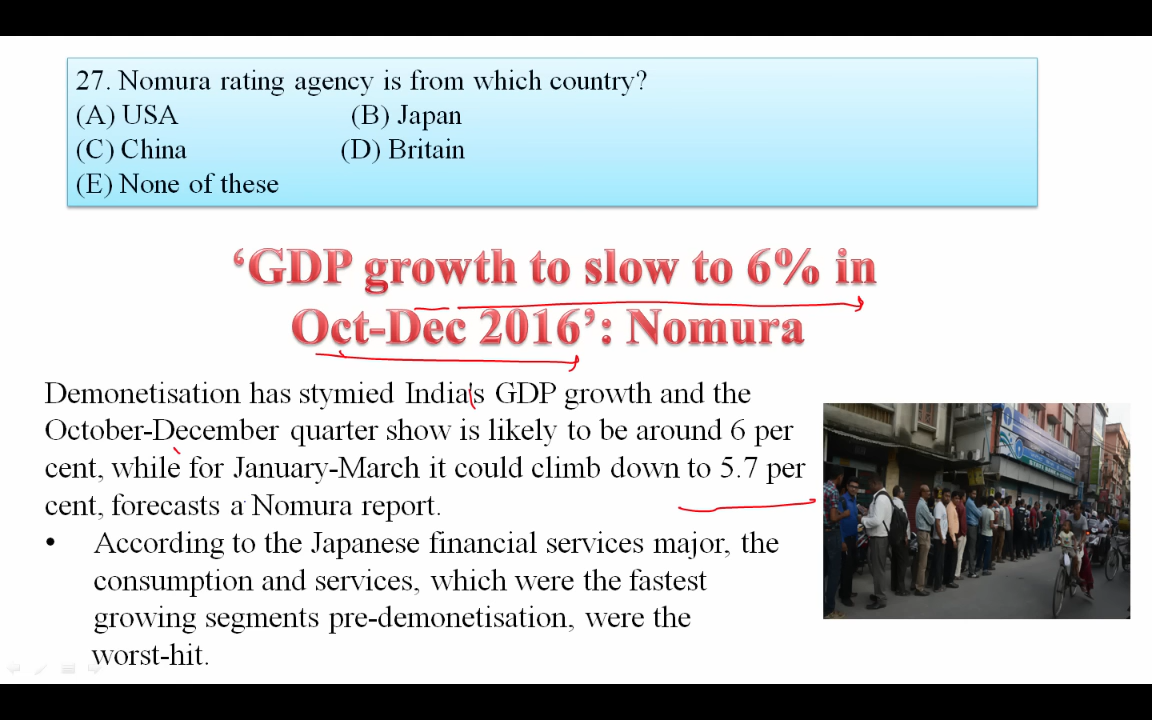 27. Nomura rating agency is from which country?
(A) USA (B) Japan
(C) China (D) Britain
(E) None of these
‘GDP growth to slow to 6% in
Oct-Dec 2016’: Nomura
Demonetisation has stymied India's GDP growth and the
October-December quarter show is likely to be around 6 per
cent, while for January-March it could climb down to 5.7 per
cent, forecasts a Nomura report.
• According to the Japanese financial services major, the
consumption and services, which were the fastest
growing segments pre-demonetisation, were the
worst-hit.